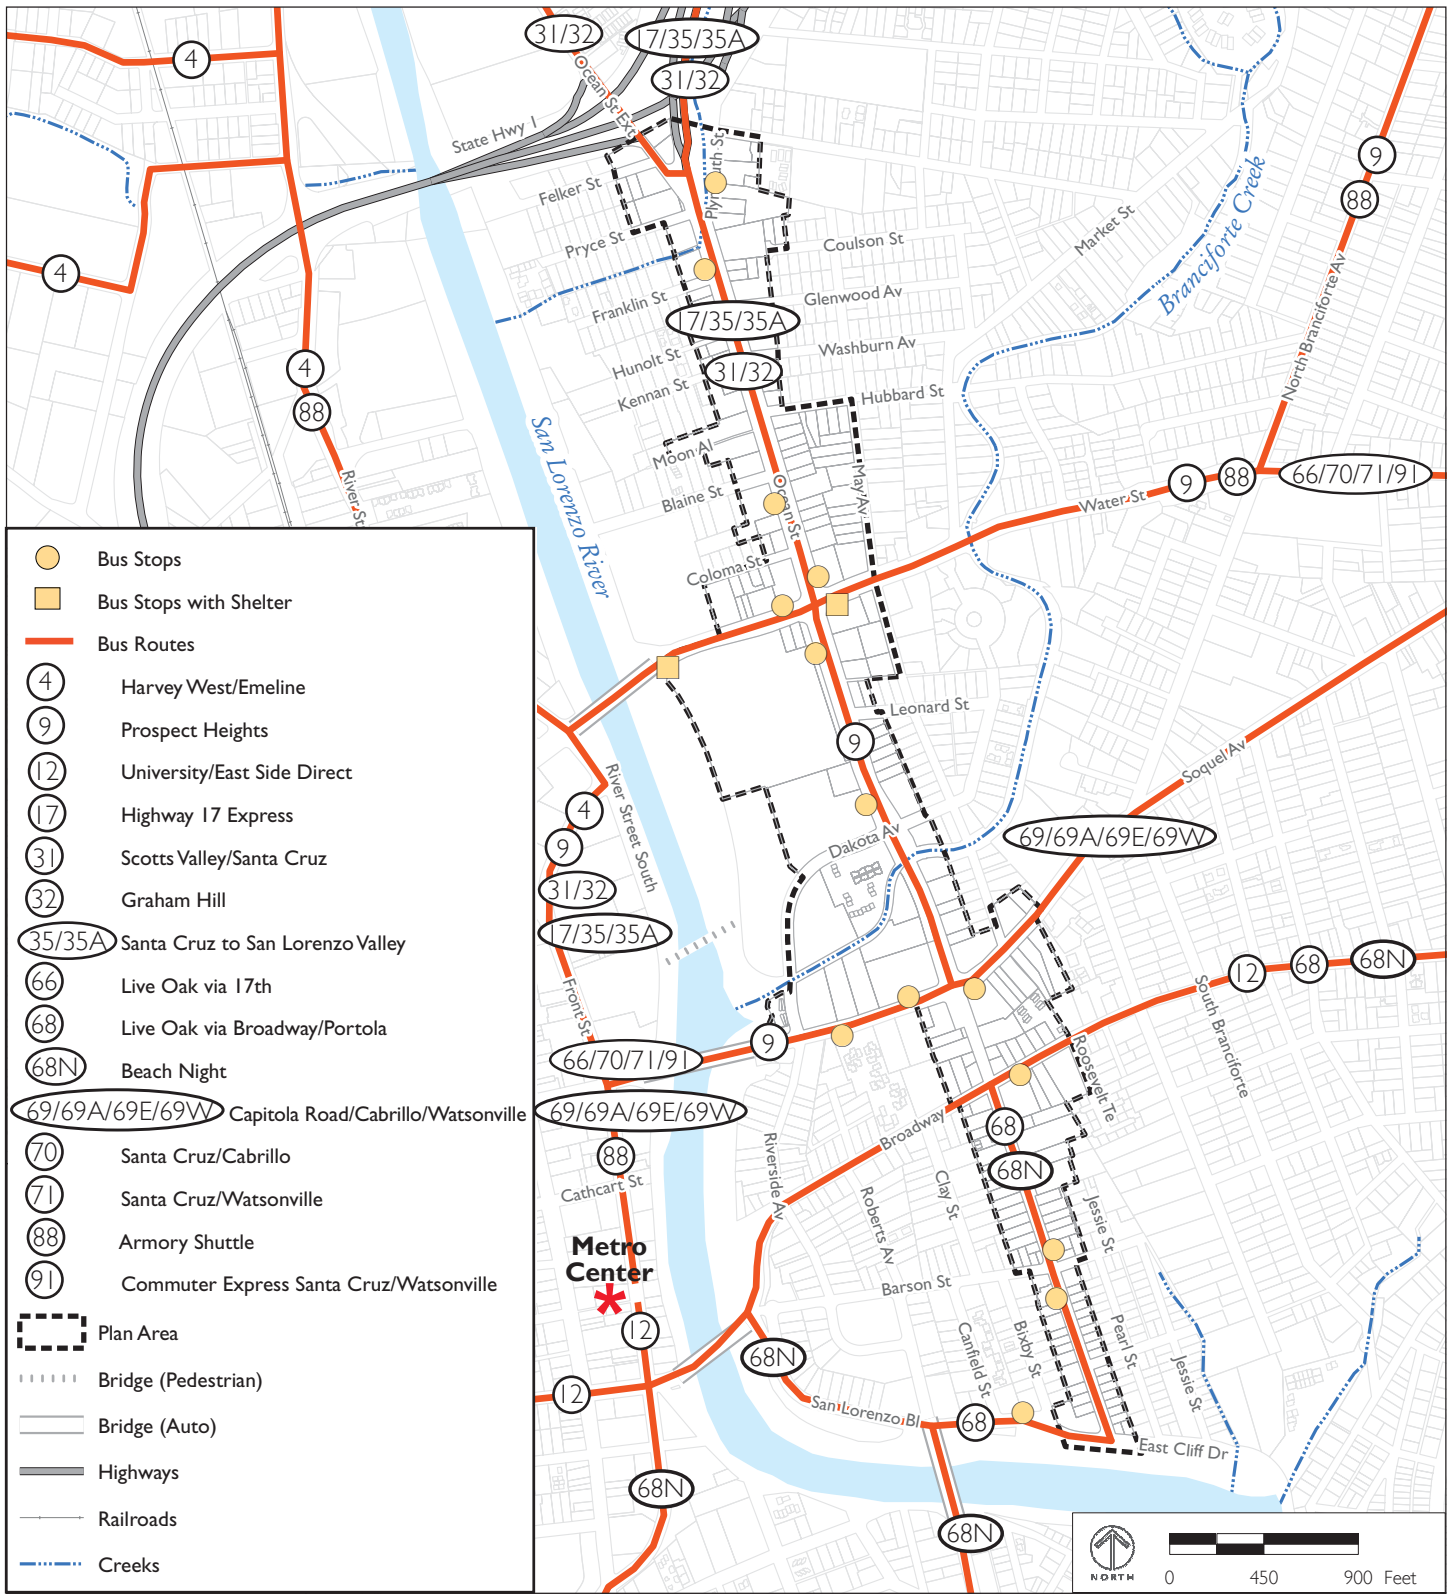 31/32
17/35/35A
31/32
4
Ocean St Ext
State Hwy 1
Plymouth St
9
88
Felker St
Market St
Branciforte Creek
Pryce St
Coulson St
4
North Branciforte Av
Franklin St
Glenwood Av
17/35/35A
Washburn Av
Hunolt St
31/32
4
Kennan St
Hubbard St
88
San Lorenzo River
Moon Al
River St
Blaine St
Ocean St
May Av
Water St
9
88
66/70/71/91
Coloma St
Leonard St
9
Soquel Av
River Street South
4
9
Dakota Av
69/69A/69E/69W
31/32
17/35/35A
12
68
68N
Front St
South Branciforte
9
66/70/71/91
Roosevelt Te
69/69A/69E/69W
Broadway
68
88
68N
Cathcart St
Riverside Av
Roberts Av
Clay St
Jessie St
Metro
Center
Barson St
12
68N
Canfield St
Bixby St
Pearl St
Jessie St
12
San Lorenzo Bl
68
East Cliff Dr
68N
68N
Bus Stops
Bus Stops with Shelter
Bus Routes
4 Harvey West/Emeline
9 Prospect Heights
12 University/East Side Direct
17 Highway 17 Express
31 Scotts Valley/Santa Cruz
32 Graham Hill
35/35A Santa Cruz to San Lorenzo Valley
66 Live Oak via 17th
68 Live Oak via Broadway/Portola
68N Beach Night
69/69A/69E/69W Capitola Road/Cabrillo/Watsonville
70 Santa Cruz/Cabrillo
71 Santa Cruz/Watsonville
88 Armory Shuttle
91 Commuter Express Santa Cruz/Watsonville
Plan Area
Bridge (Pedestrian)
Bridge (Auto)
Highways
Railroads
Creeks
NORTH
0 450 900 Feet